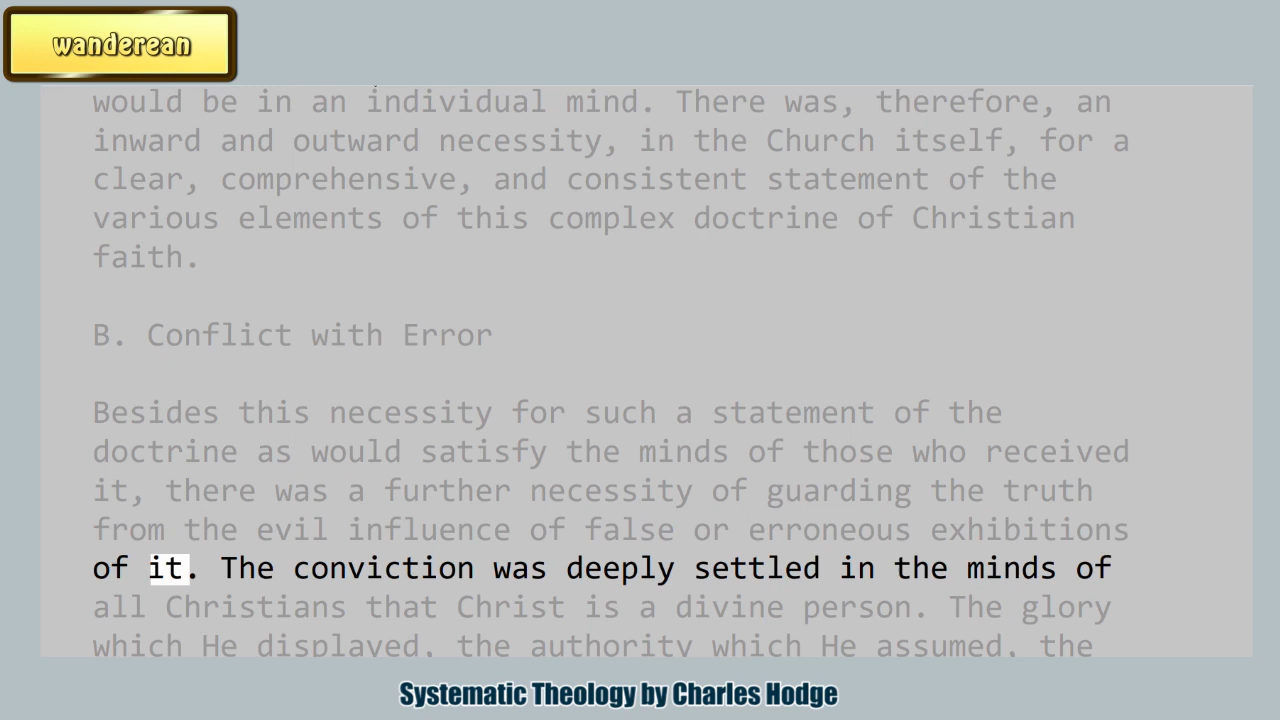 wanderean
would be in an individual mind. There was, therefore, an
inward and outward necessity, in the Church itself, for a
clear, comprehensive, and consistent statement of the
various elements of this complex doctrine of Christian
faith.
B. Conflict with Error
Besides this necessity for such a statement of the
doctrine as would satisfy the minds of those who received
it, there was a further necessity of guarding the truth
from the evil influence of false or erroneous exhibitions
of it. The conviction was deeply settled in the minds of
all Christians that Christ is a divine person. The glory
which He displayed, the authority which He assumed, the
Systematic Theology by Charles Hodge